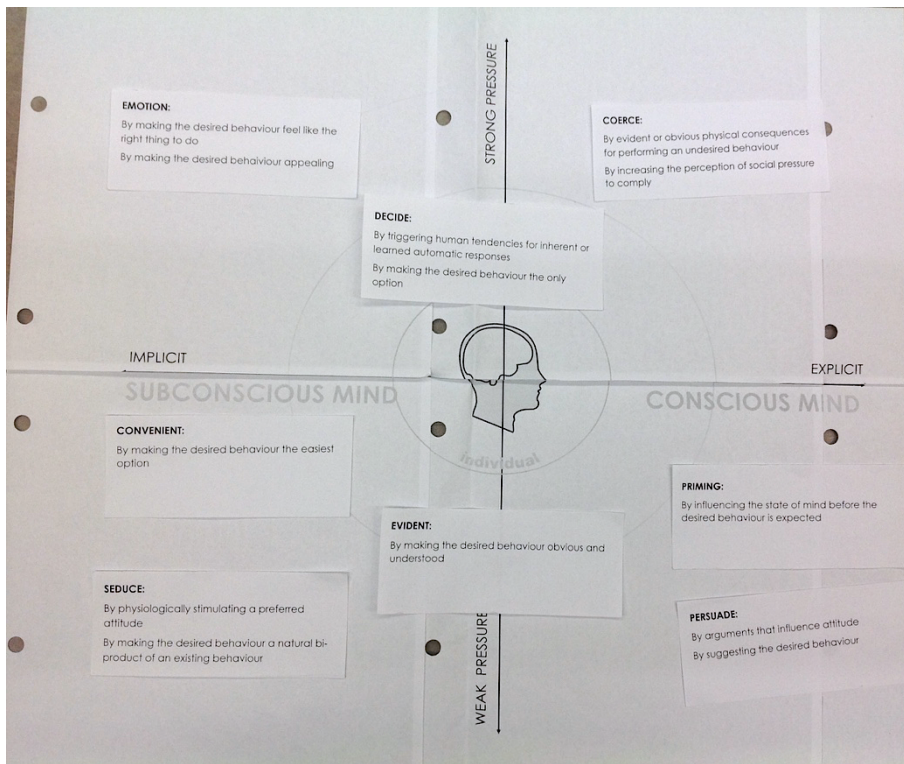 STRONG PRESSURE
EMOTION:
By making the desired behaviour feel like the
right thing to do
By making the desired behaiviour appealing
COERCE:
By evident or obvious physical consequences
for performing an undesired behaviour
By increasing the perception of social pressure
to comply
DECIDE:
By triggering human tendencies for inherent or
learned automatic responses
By making the desired behaviour the only
option
IMPLICIT
EXPLICIT
SUBCONSCIOUS MIND
CONSCIOUS MIND
individual
CONVENIENT:
By making the desired behaviour the easiest
option
PRIMING:
By influencing the state of mind before the
desired behaviour is expected
EVIDENT:
By making the desired behaviour obvious and
understood
SEDUCE:
By physiologically stimulating a preferred
attitude
By making the desired behaviour a natural bi-
product of an existing behaviour
PERSUADE:
By arguments that influence attitude
By suggesting the desired behaviour
WEAK PRESSURE